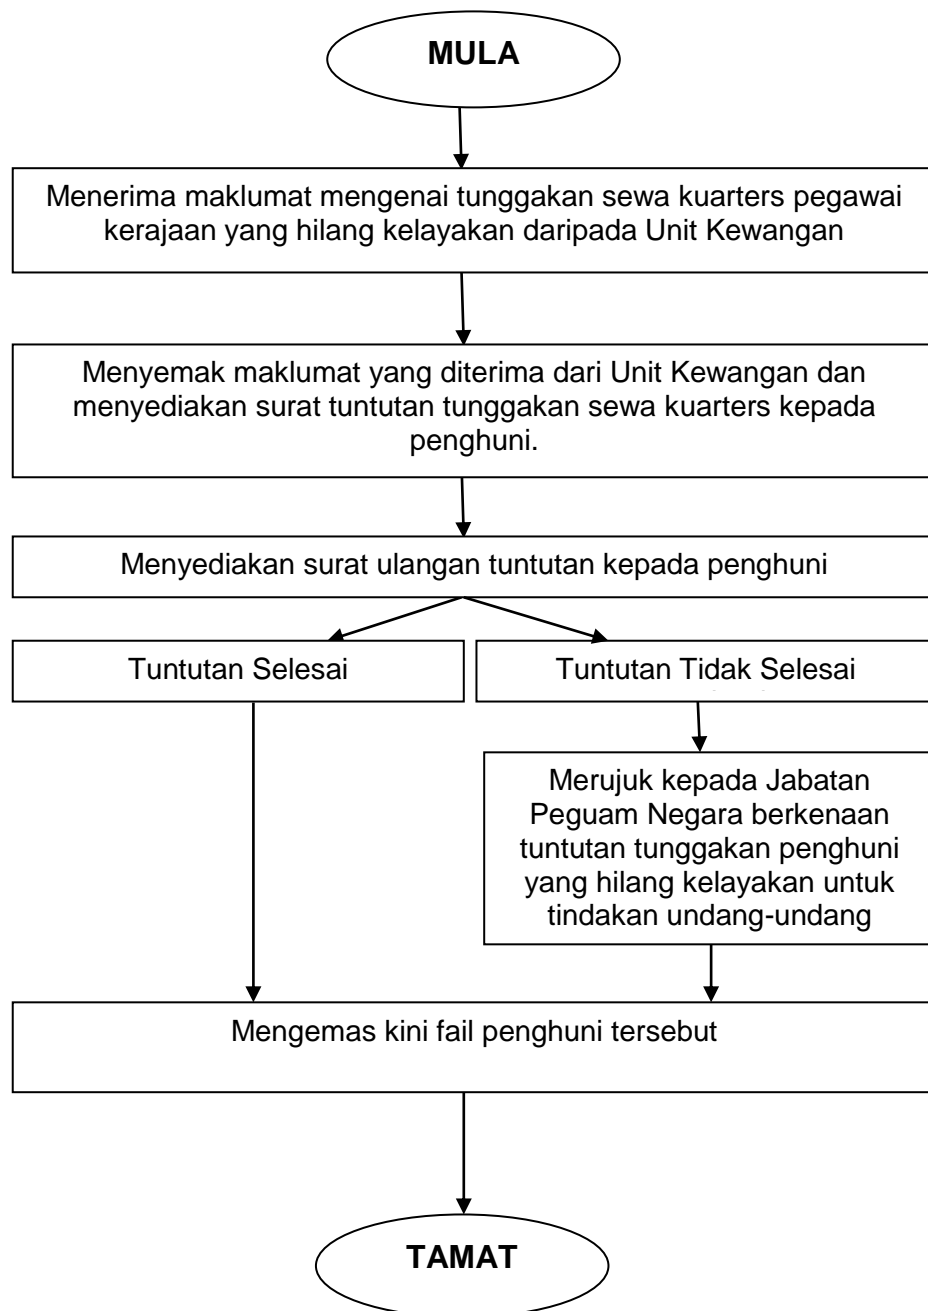 MULA
Menerima maklumat mengenai tunggakan sewa kuarters pegawai
kerajaan yang hilang kelayakan daripada Unit Kewangan
Menyemak maklumat yang diterima dari Unit Kewangan dan
menyediakan surat tuntutan tunggakan sewa kuarters kepada
penghuni.
Menyediakan surat ulangan tuntutan kepada penghuni
Tuntutan Selesai
Tuntutan Tidak Selesai
Merujuk kepada Jabatan
Peguam Negara berkenaan
tuntutan tunggakan penghuni
yang hilang kelayakan untuk
tindakan undang-undang
Mengemas kini fail penghuni tersebut
TAMAT